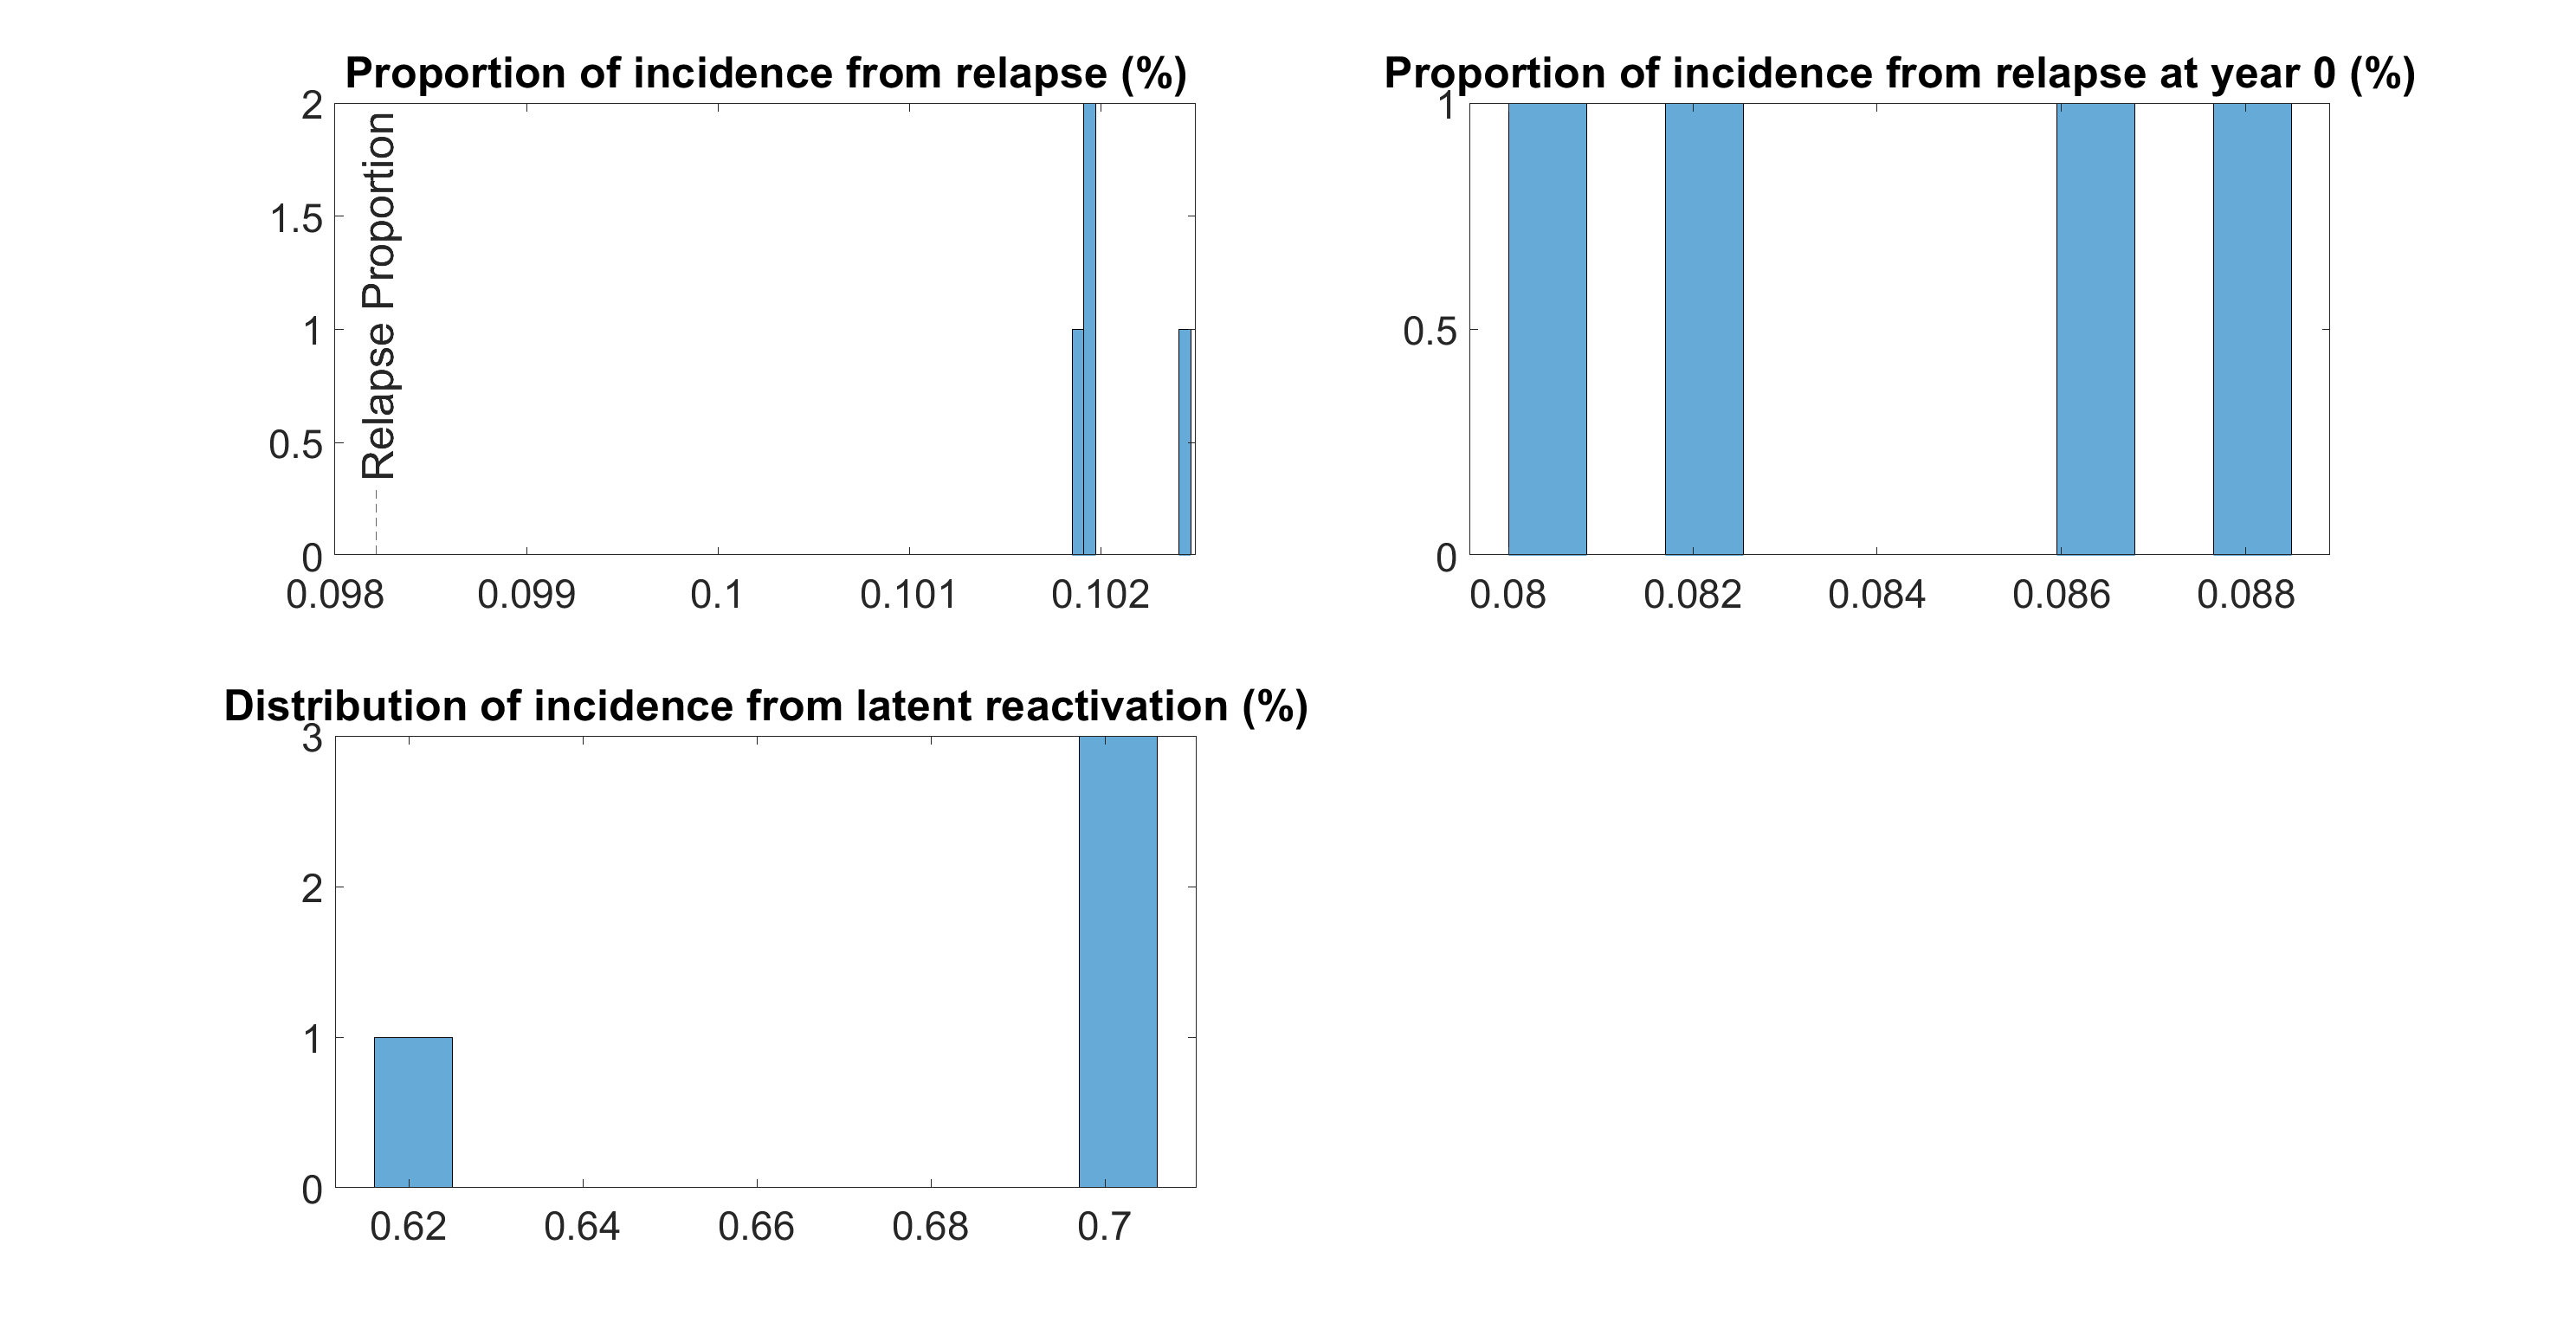 Proportion of incidence from relapse (%)
2
1.5
1
0.5
0
Relapse Proportion
0.098 0.099 0.1 0.101 0.102
Proportion of incidence from relapse at year 0 (%)
1
0.5
0
0.08 0.082 0.084 0.086 0.088
Distribution of incidence from latent reactivation (%)
3
2
1
0
0.62 0.64 0.66 0.68 0.7